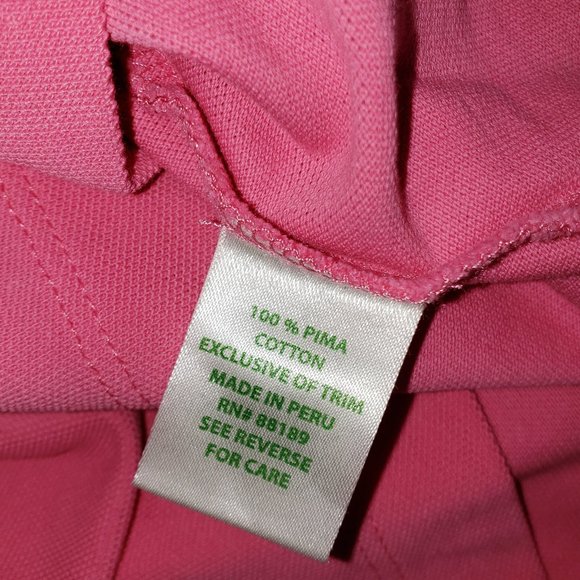 100 % PIMA
COTTON
EXCLUSIVE OF TRIM
MADE IN PERU
RN# 88189
SEE REVERSE
FOR CARE